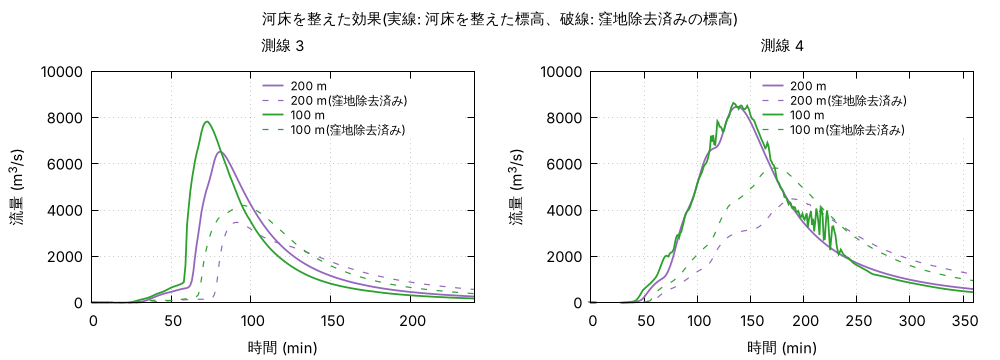 河床を整えた効果(実線: 河床を整えた標高、破線: 窪地除去済みの標高)
測線 3
10000
8000
6000
4000
2000
0
流量 (m³/s)
200 m
200 m(窪地除去済み)
100 m
100 m(窪地除去済み)
0 50 100 150 200
時間 (min)
測線 4
10000
8000
6000
4000
2000
0
流量 (m³/s)
200 m
200 m(窪地除去済み)
100 m
100 m(窪地除去済み)
0 50 100 150 200 250 300 350
時間 (min)